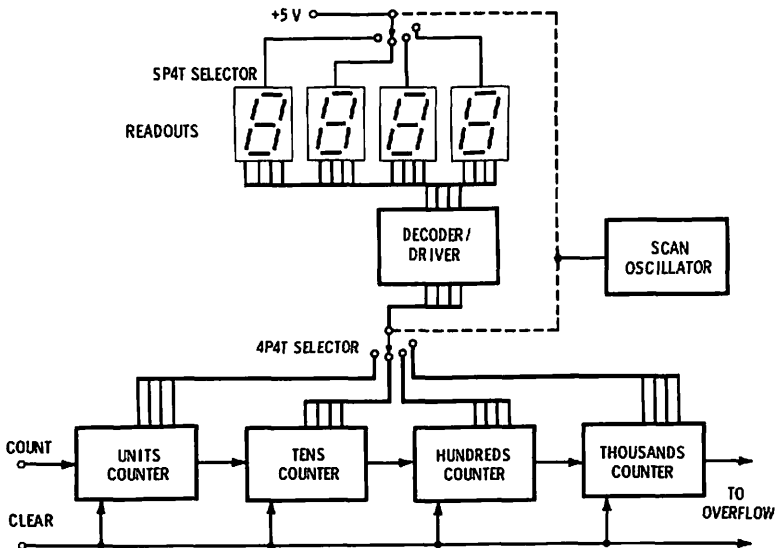 +5 V
SP4T SELECTOR
READOUTS
DECODER/
DRIVER
SCAN
OSCILLATOR
4P4T SELECTOR
COUNT
UNITS
COUNTER
TENS
COUNTER
HUNDREDS
COUNTER
THOUSANDS
COUNTER
TO
OVERFLOW
CLEAR